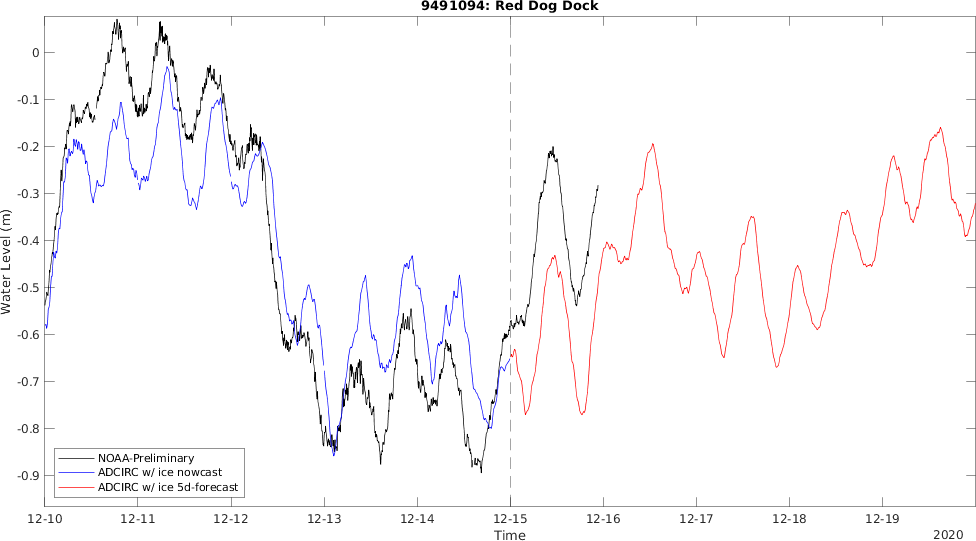 9491094: Red Dog Dock
Water Level (m)
0
-0.1
-0.2
-0.3
-0.4
-0.5
-0.6
-0.7
-0.8
-0.9
NOAA-Preliminary
ADCIRC w/ ice nowcast
ADCIRC w/ ice 5d-forecast
12-10 12-11 12-12 12-13 12-14 12-15 12-16 12-17 12-18 12-19
Time
2020